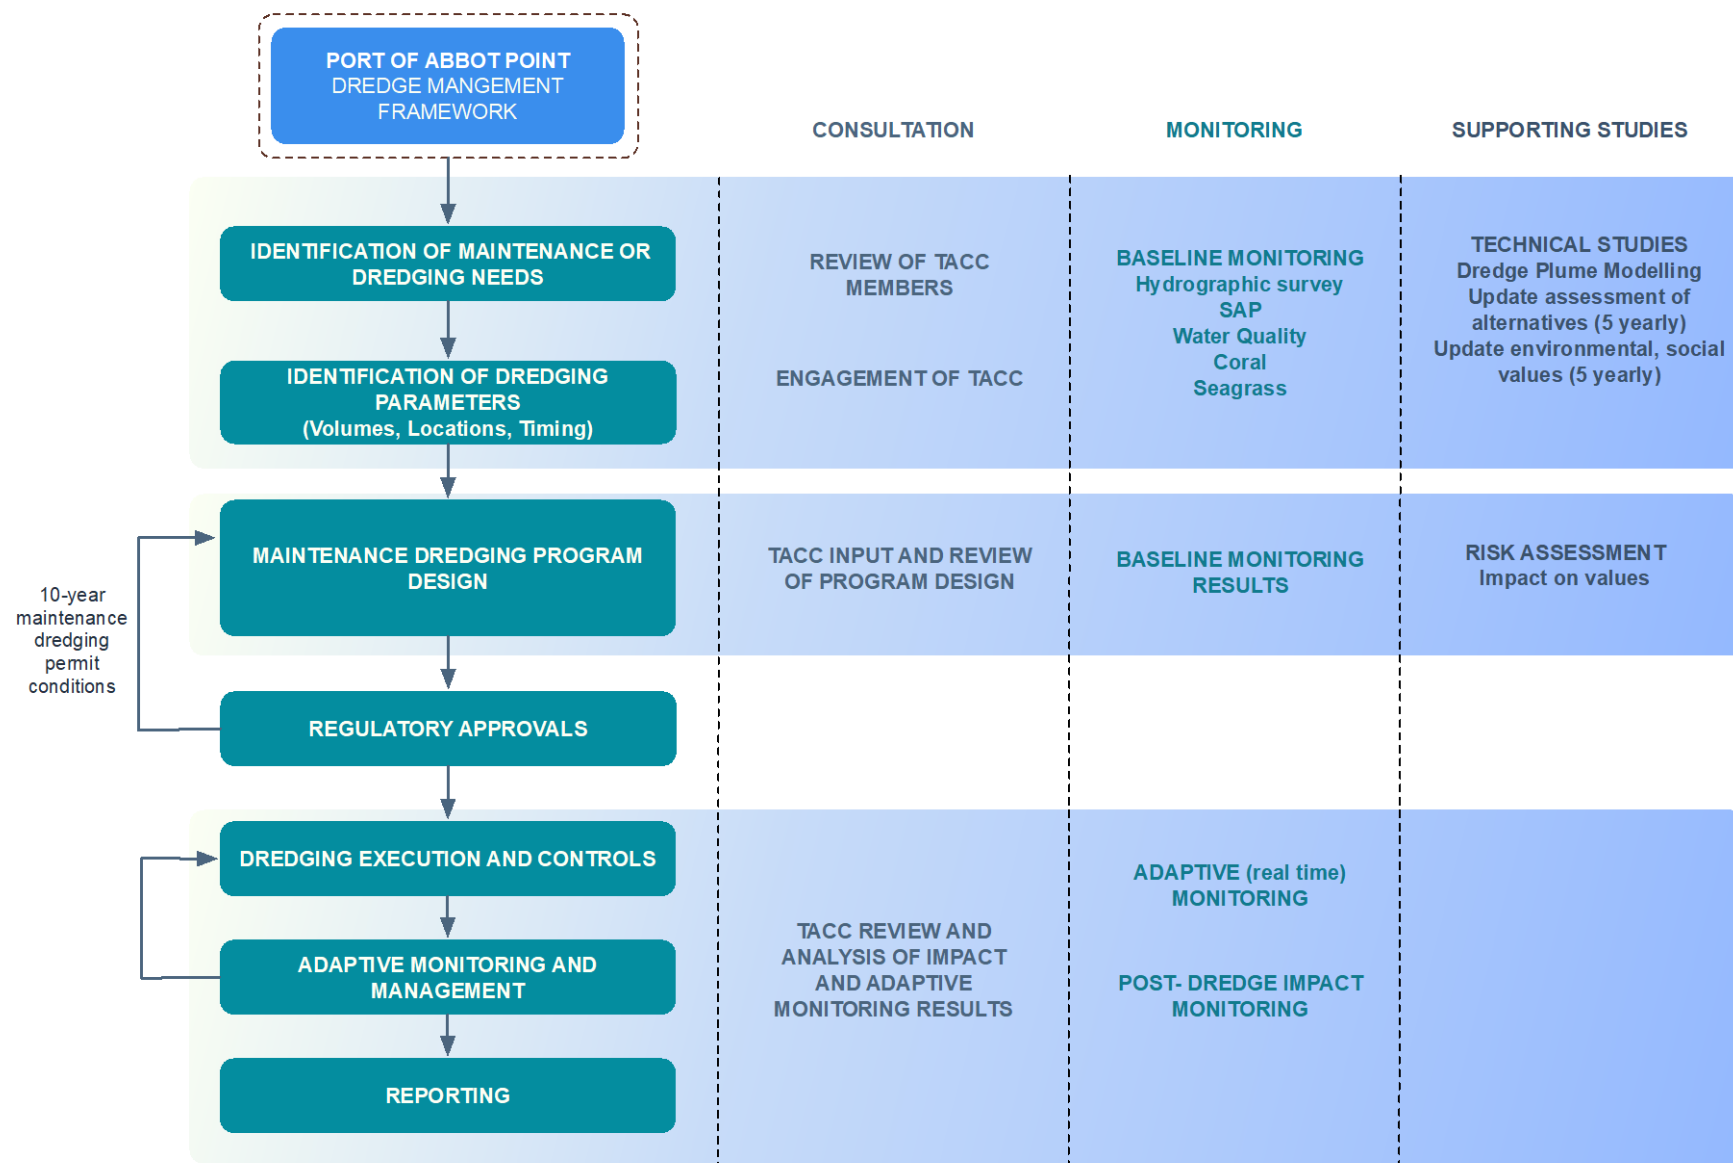 PORT OF ABBOT POINT
DREDGE MANGEMENT
FRAMEWORK
CONSULTATION
MONITORING
SUPPORTING STUDIES
IDENTIFICATION OF MAINTENANCE OR
DREDGING NEEDS
REVIEW OF TACC
MEMBERS
BASELINE MONITORING
Hydrographic survey
SAP
Water Quality
Coral
Seagrass
TECHNICAL STUDIES
Dredge Plume Modelling
Update assessment of
alternatives (5 yearly)
Update environmental, social
values (5 yearly)
IDENTIFICATION OF DREDGING
PARAMETERS
(Volumes, Locations, Timing)
ENGAGEMENT OF TACC
MAINTENANCE DREDGING PROGRAM
DESIGN
TACC INPUT AND REVIEW
OF PROGRAM DESIGN
BASELINE MONITORING
RESULTS
RISK ASSESSMENT
Impact on values
10-year
maintenance
dredging
permit
conditions
REGULATORY APPROVALS
DREDGING EXECUTION AND CONTROLS
ADAPTIVE MONITORING AND
MANAGEMENT
REPORTING
TACC REVIEW AND
ANALYSIS OF IMPACT
AND ADAPTIVE
MONITORING RESULTS
ADAPTIVE (real time)
MONITORING
POST- DREDGE IMPACT
MONITORING